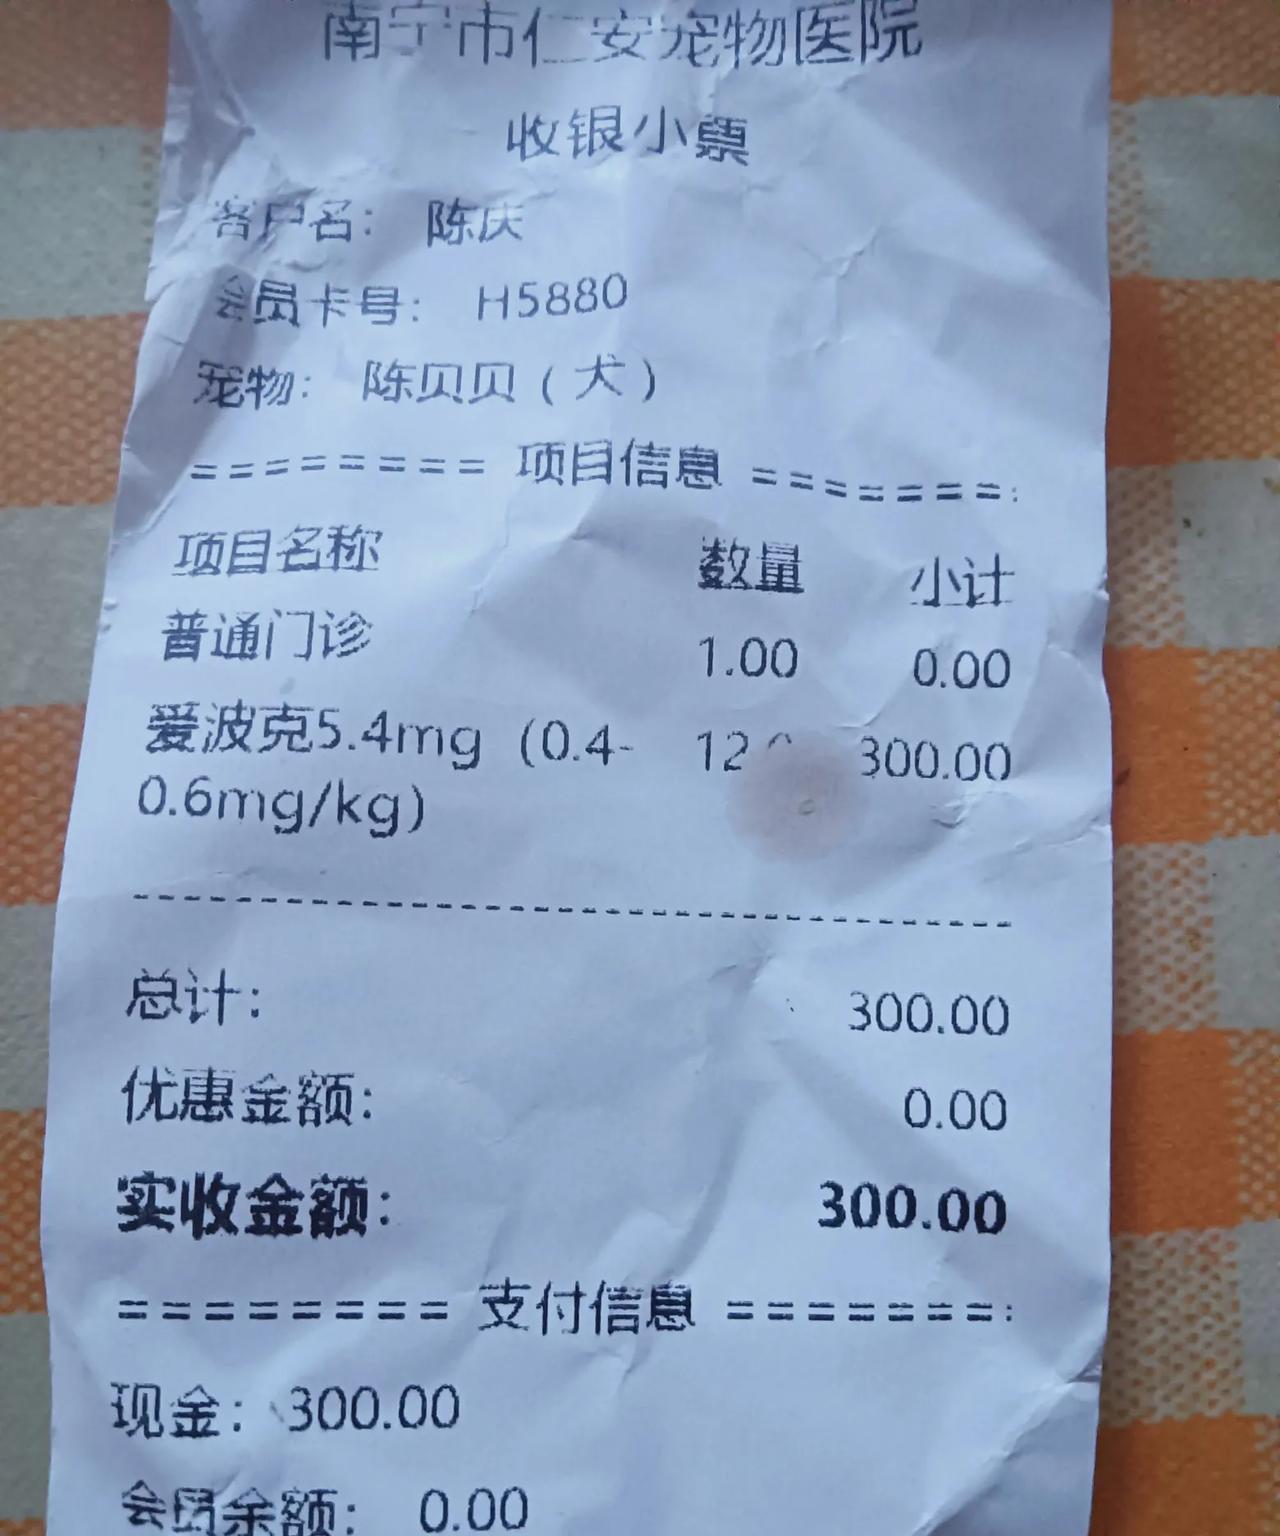 南宁市仁安宠物医院
收银小票
客户名： 陈庆
会员卡号： H5880
宠物： 陈贝贝（犬）
======== 项目信息 =======:
项目名称 数量 小计
普通门诊 1.00 0.00
爱波克5.4mg（0.4- 12 300.00
0.6mg/kg）
总计： 300.00
优惠金额： 0.00
实收金额： 300.00
======== 支付信息 =======:
现金： 300.00
会员余额： 0.00